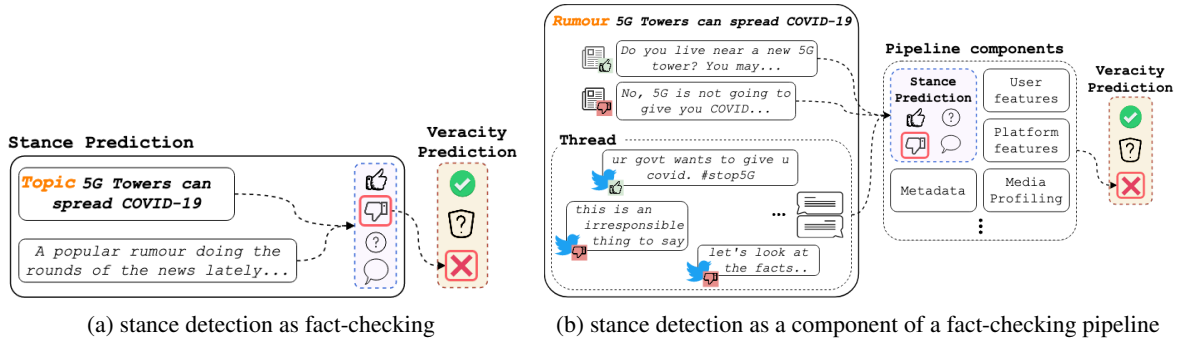 Stance Prediction
Topic 5G Towers can
spread COVID-19
A popular rumour doing the
rounds of the news lately...
Veracity
Prediction
(a) stance detection as fact-checking
Rumour 5G Towers can spread COVID-19
Do you live near a new 5G
tower? You may...
No, 5G is not going to
give you COVID...
Thread
ur govt wants to give u
covid. #stop5G
this is an
irresponsible
thing to say
...
let's look at
the facts..
Pipeline components
Stance
Prediction
User
features
Platform
features
Metadata
Media
Profiling
Veracity
Prediction
(b) stance detection as a component of a fact-checking pipeline